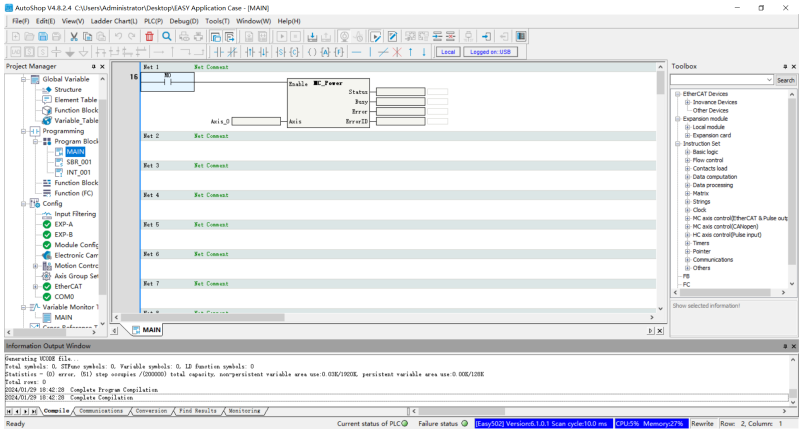 AutoShop V4.8.2.4 C:\Users\Administrator\Desktop\EASY Application Case - [MAIN]
File(F) Edit(E) View(V) Ladder Chart(L) PLC(P) Debug(D) Tools(T) Window(W) Help(H)
Local Logged on: USB
Project Manager
Global Variable
Structure
Element Table
Function Block
Variable_Table
Programming
Program Block
MAIN
SBR_001
INT_001
Function Block
Function (FC)
Config
Input Filtering
EXP-A
EXP-B
Module Config
Electronic Cam
Motion Contro
Axis Group Set
EtherCAT
COM0
Variable Monitor T
MAIN
Cross Reference T
16
Net 1 Net Comment
M0
Enable MC_Power
Status
Busy
Error
Axis_0 Axis ErrorID
Net 2 Net Comment
Net 3 Net Comment
Net 4 Net Comment
Net 5 Net Comment
Net 6 Net Comment
Net 7 Net Comment
Net 8 Net Comment
MAIN
Toolbox
Search
EtherCAT Devices
Inovance Devices
Other Devices
Expansion module
Local module
Expansion card
Instruction Set
Basic logic
Flow control
Contacts load
Data computation
Data processing
Matrix
Strings
Clock
MC axis control(EtherCAT & Pulse outp
MC axis control(CANopen)
HC axis control(Pulse input)
Timers
Pointer
Communications
Others
FB
FC
Show selected information!
Information Output Window
Generating UCODE file...
Total symbols: 0, STFunc symbols: 0, Variable symbols: 0, LD function symbols: 0
Statistics - (0) error, (51) step occupies /(200000) total capacity, non-persistent variable area use:0.03K/1920K, persistent variable area use:0.00K/128K
Total rows: 0
2024/01/29 18:42:28 Complete Program Compilation
2024/01/29 18:42:28 Complete Compilation
Compile Communications Conversion Find Results Monitoring
Ready Current status of PLC Failure status [Easy502] Version:6.1.0.1 Scan cycle:10.0 ms CPU:5% Memory:27% Rewrite Row: 2, Column: 1